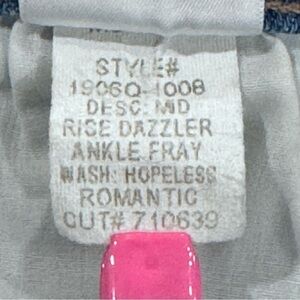 STYLE#
1906Q-1008
DESC: MID
RISE DAZZLER
ANKLE FRAY
WASH: HOPELESS
ROMANTIC
CUT# 710639